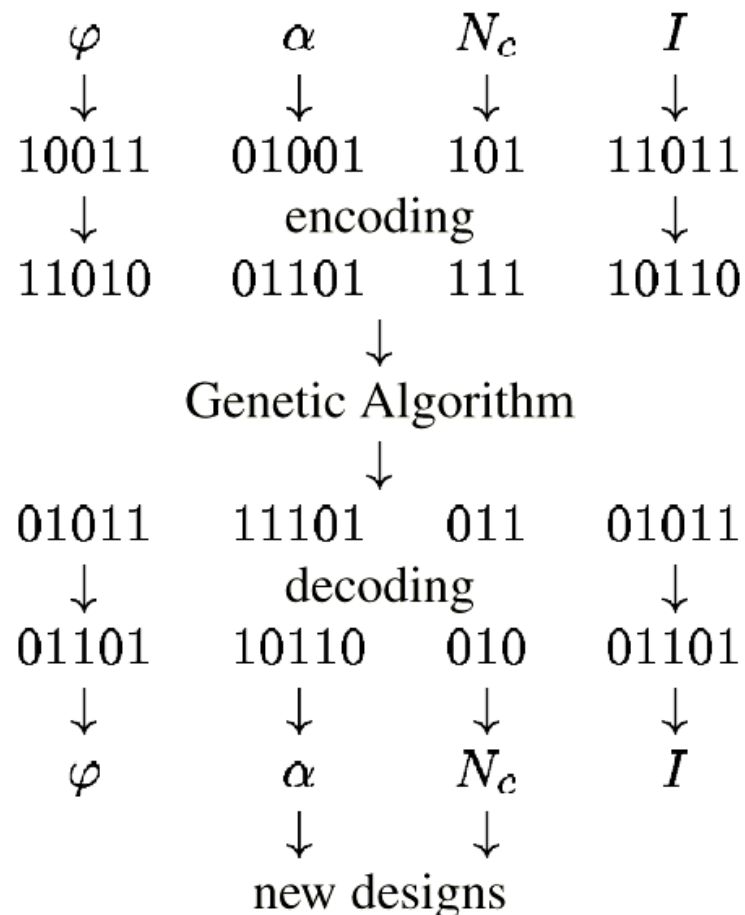 φ α N_c I
↓ ↓ ↓ ↓
10011 01001 101 11011
↓ encoding ↓
11010 01101 111 10110
↓
Genetic Algorithm
↓
01011 11101 011 01011
↓ decoding ↓
01101 10110 010 01101
↓ ↓ ↓ ↓
φ α N_c I
↓ ↓
new designs